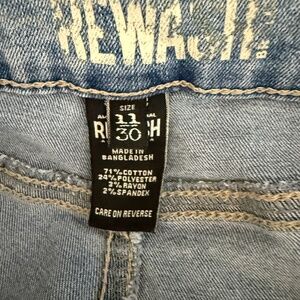 REWASH
SIZE
11
30
MADE IN
BANGLADESH
71%COTTON
24%POLYESTER
3%RAYON
2%SPANDEX
CARE ON REVERSE